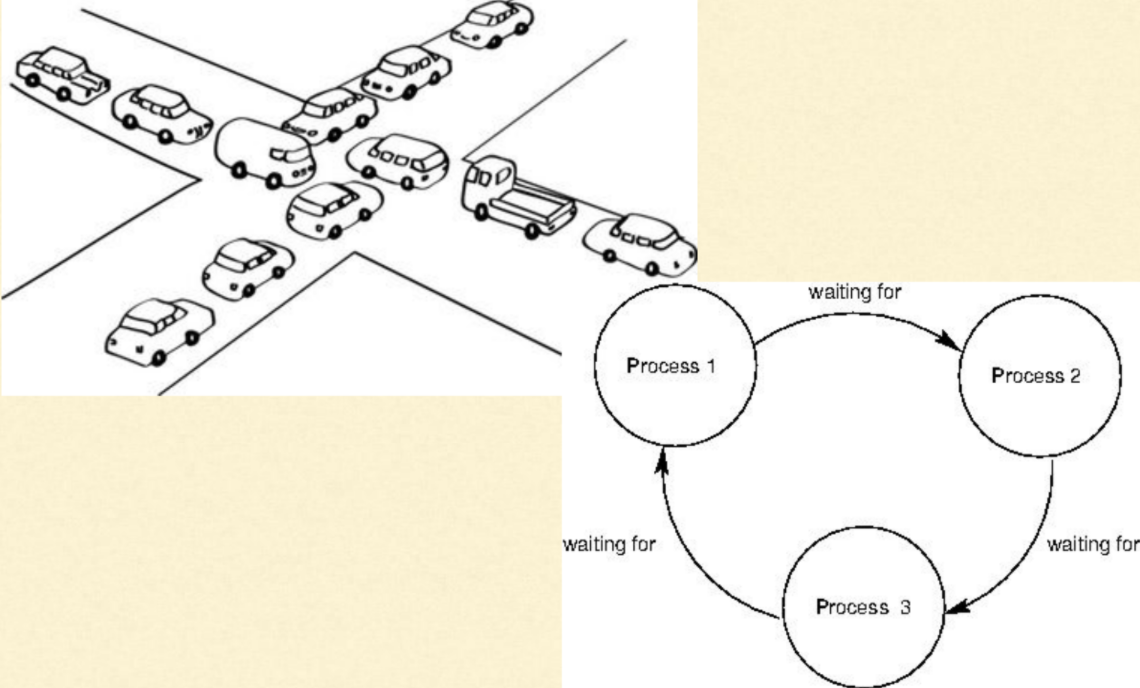 waiting for
Process 1
Process 2
waiting for
waiting for
Process 3